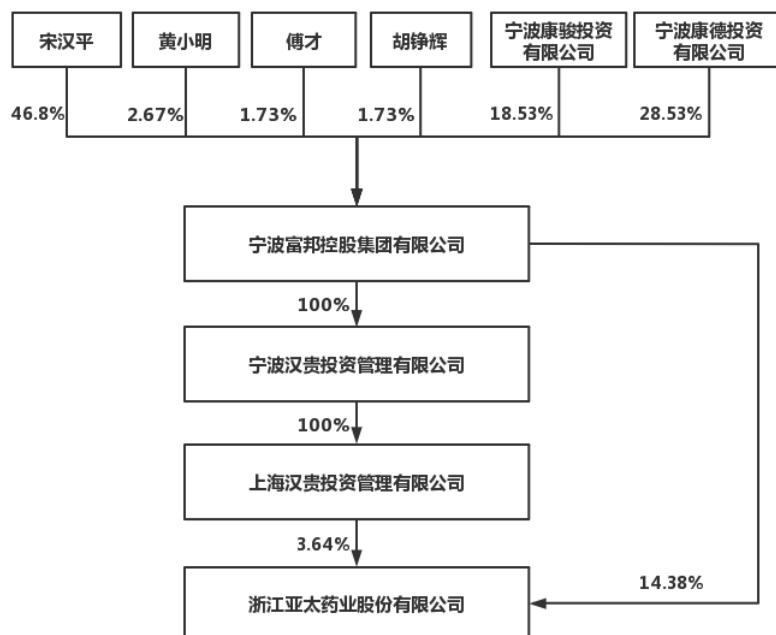 宋汉平
黄小明
傅才
胡铮辉
宁波康骏投资
有限公司
宁波康德投资
有限公司
46.8%
2.67%
1.73%
1.73%
18.53%
28.53%
宁波富邦控股集团有限公司
100%
宁波汉贵投资管理有限公司
100%
上海汉贵投资管理有限公司
3.64%
14.38%
浙江亚太药业股份有限公司